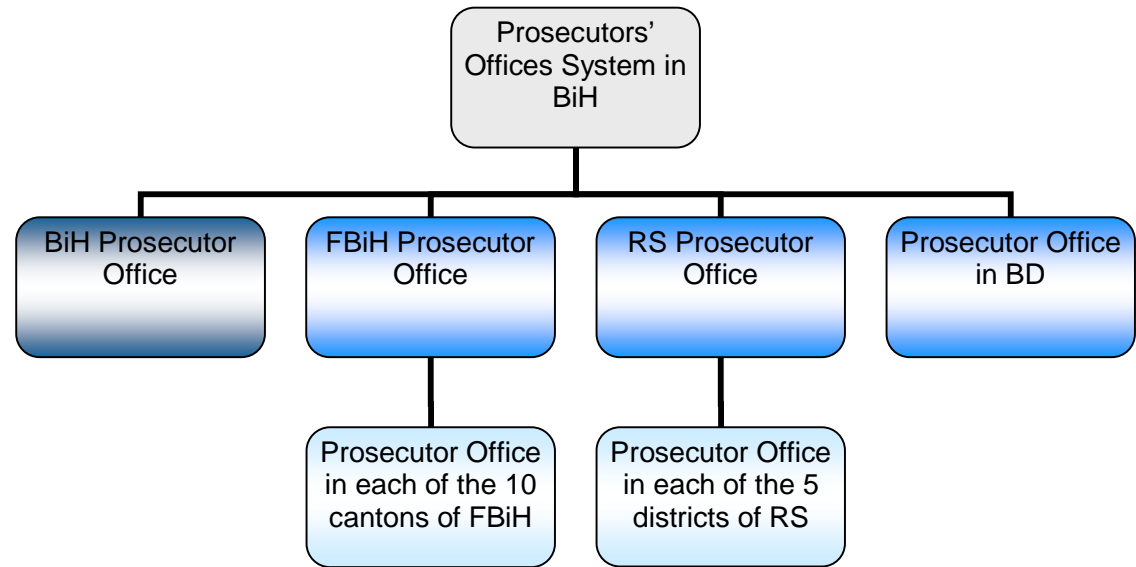 Prosecutors’
Offices System in
BiH
BiH Prosecutor
Office
FBiH Prosecutor
Office
RS Prosecutor
Office
Prosecutor Office
in BD
Prosecutor Office
in each of the 10
cantons of FBiH
Prosecutor Office
in each of the 5
districts of RS